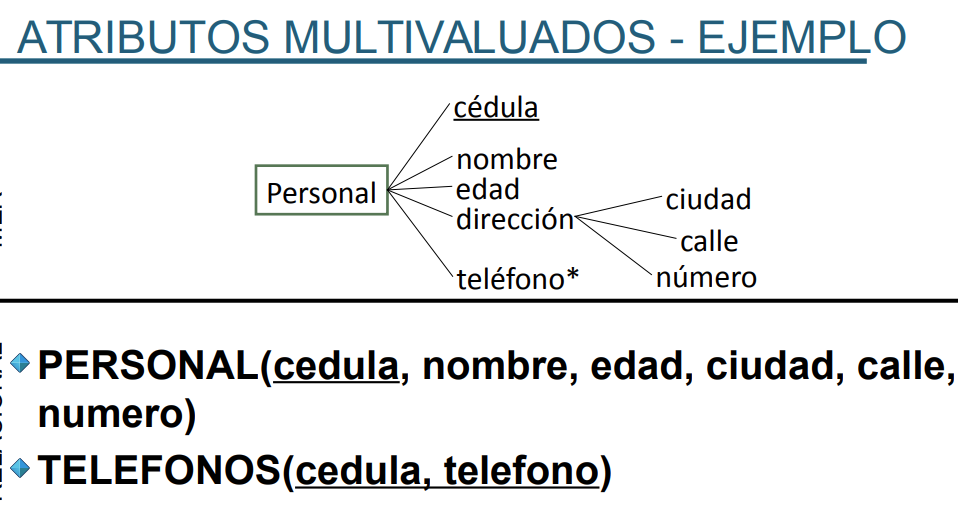 ATRIBUTOS MULTIVALUADOS - EJEMPLO
cédula
nombre
Personal
edad
dirección
ciudad
calle
teléfono*
número
PERSONAL(cedula, nombre, edad, ciudad, calle,
numero)
TELEFONOS(cedula, telefono)